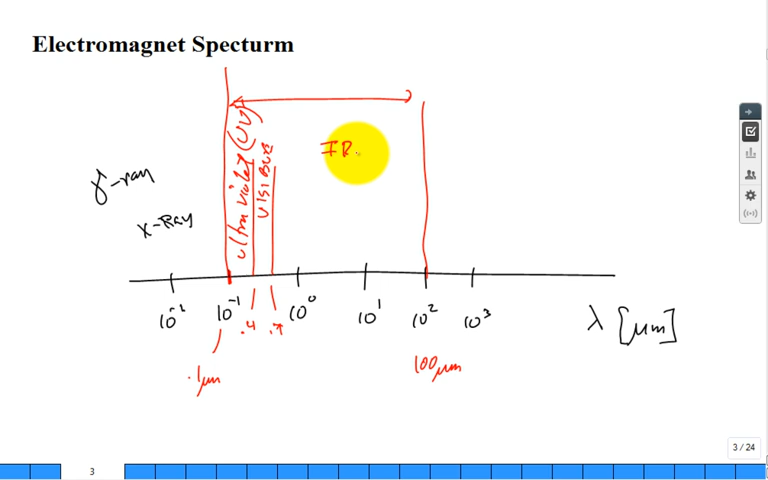 Electromagnet Specturm
ultra violet (UV)
VISIBLE
IR
γ-ray
X-Ray
10⁻² 10⁻¹ 10⁰ 10¹ 10² 10³ λ [μm]
.4 .7
.1μm 100μm
3 / 24
3